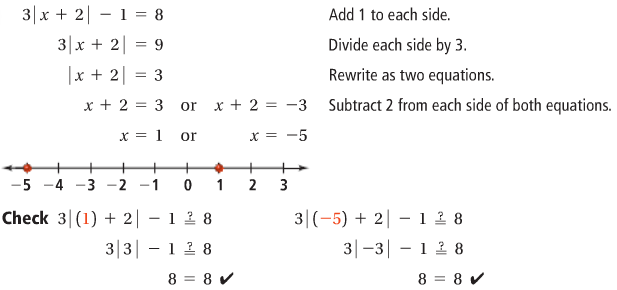 3|x + 2| − 1 = 8 Add 1 to each side.
3|x + 2| = 9 Divide each side by 3.
|x + 2| = 3 Rewrite as two equations.
x + 2 = 3 or x + 2 = −3 Subtract 2 from each side of both equations.
x = 1 or x = −5
−5 −4 −3 −2 −1 0 1 2 3
Check 3|(1) + 2| − 1 ≟ 8 3|(−5) + 2| − 1 ≟ 8
3|3| − 1 ≟ 8 3|−3| − 1 ≟ 8
8 = 8 ✔ 8 = 8 ✔